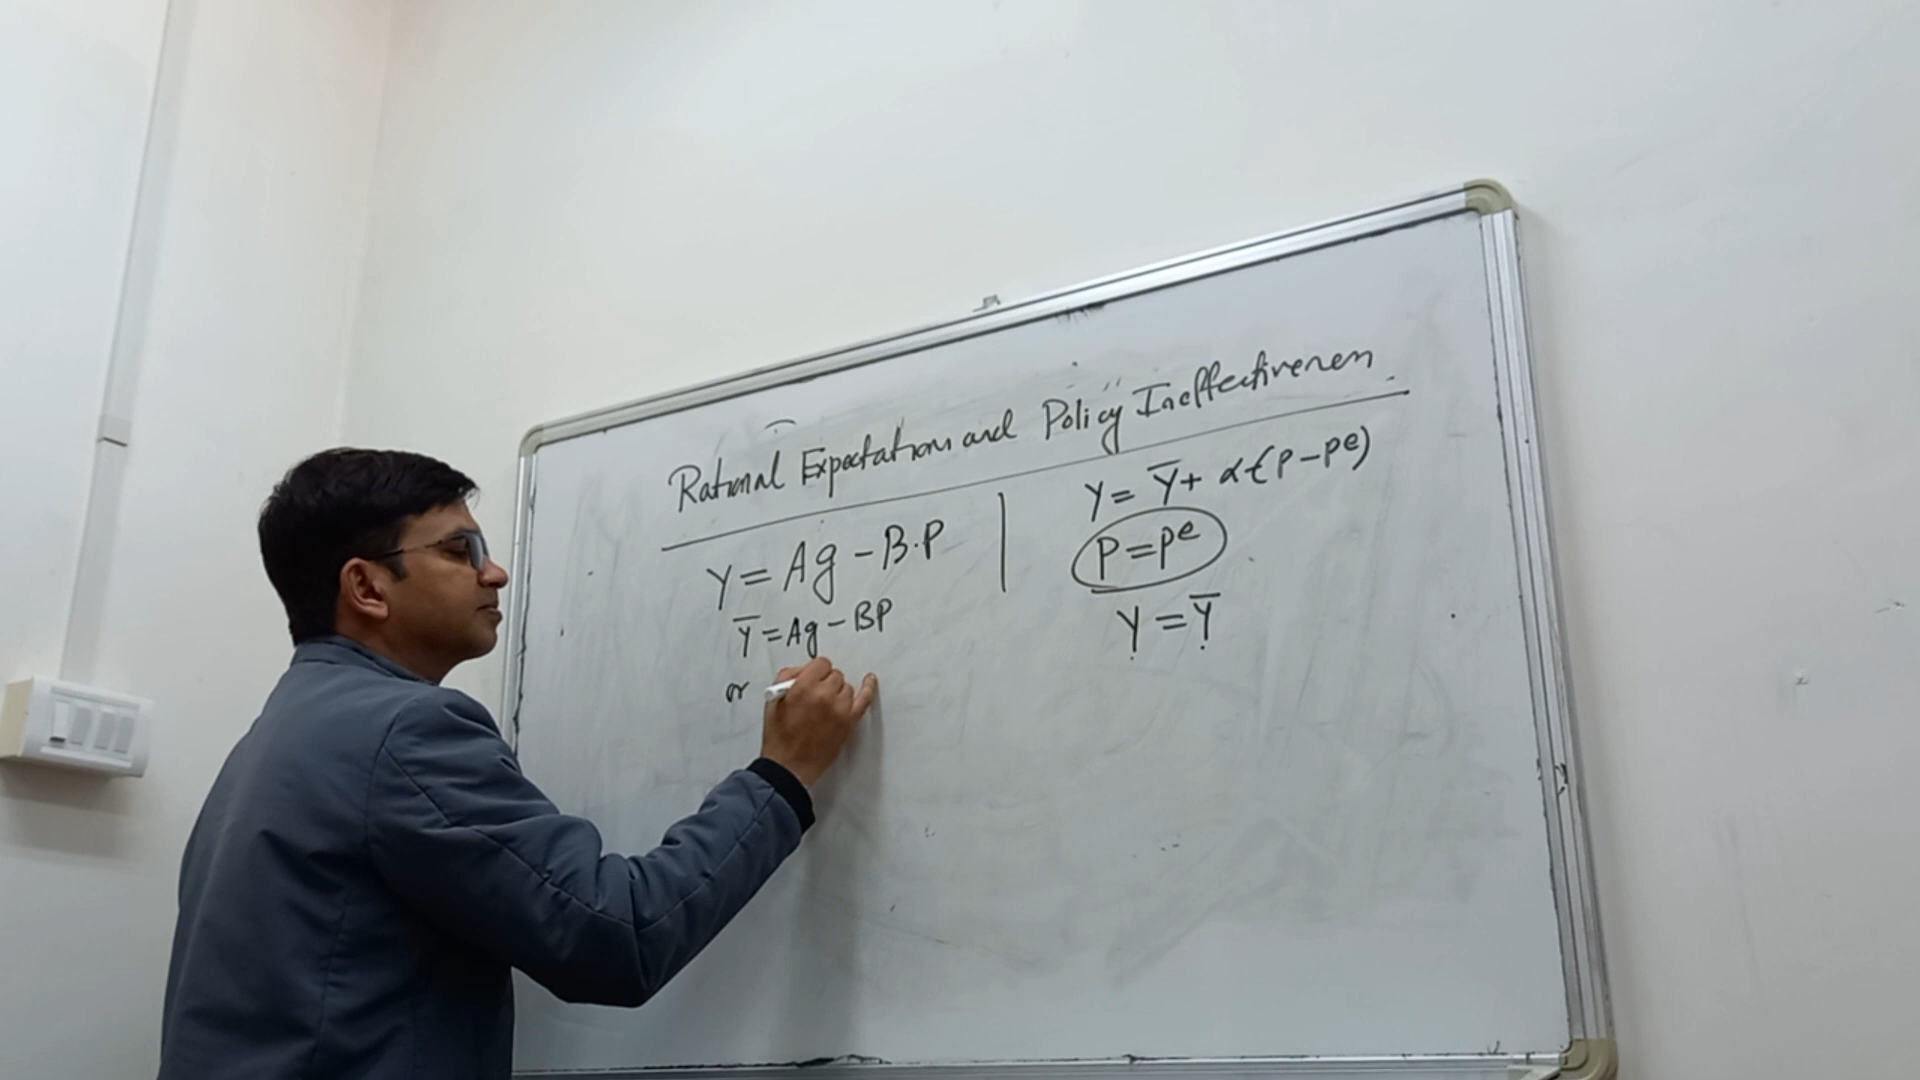 Rational Expectations and Policy Ineffectiveness
Y = Ag - B.P
Ȳ = Ag - BP
or
Y = Ȳ + α(P - Pe)
P = Pe
Y = Ȳ